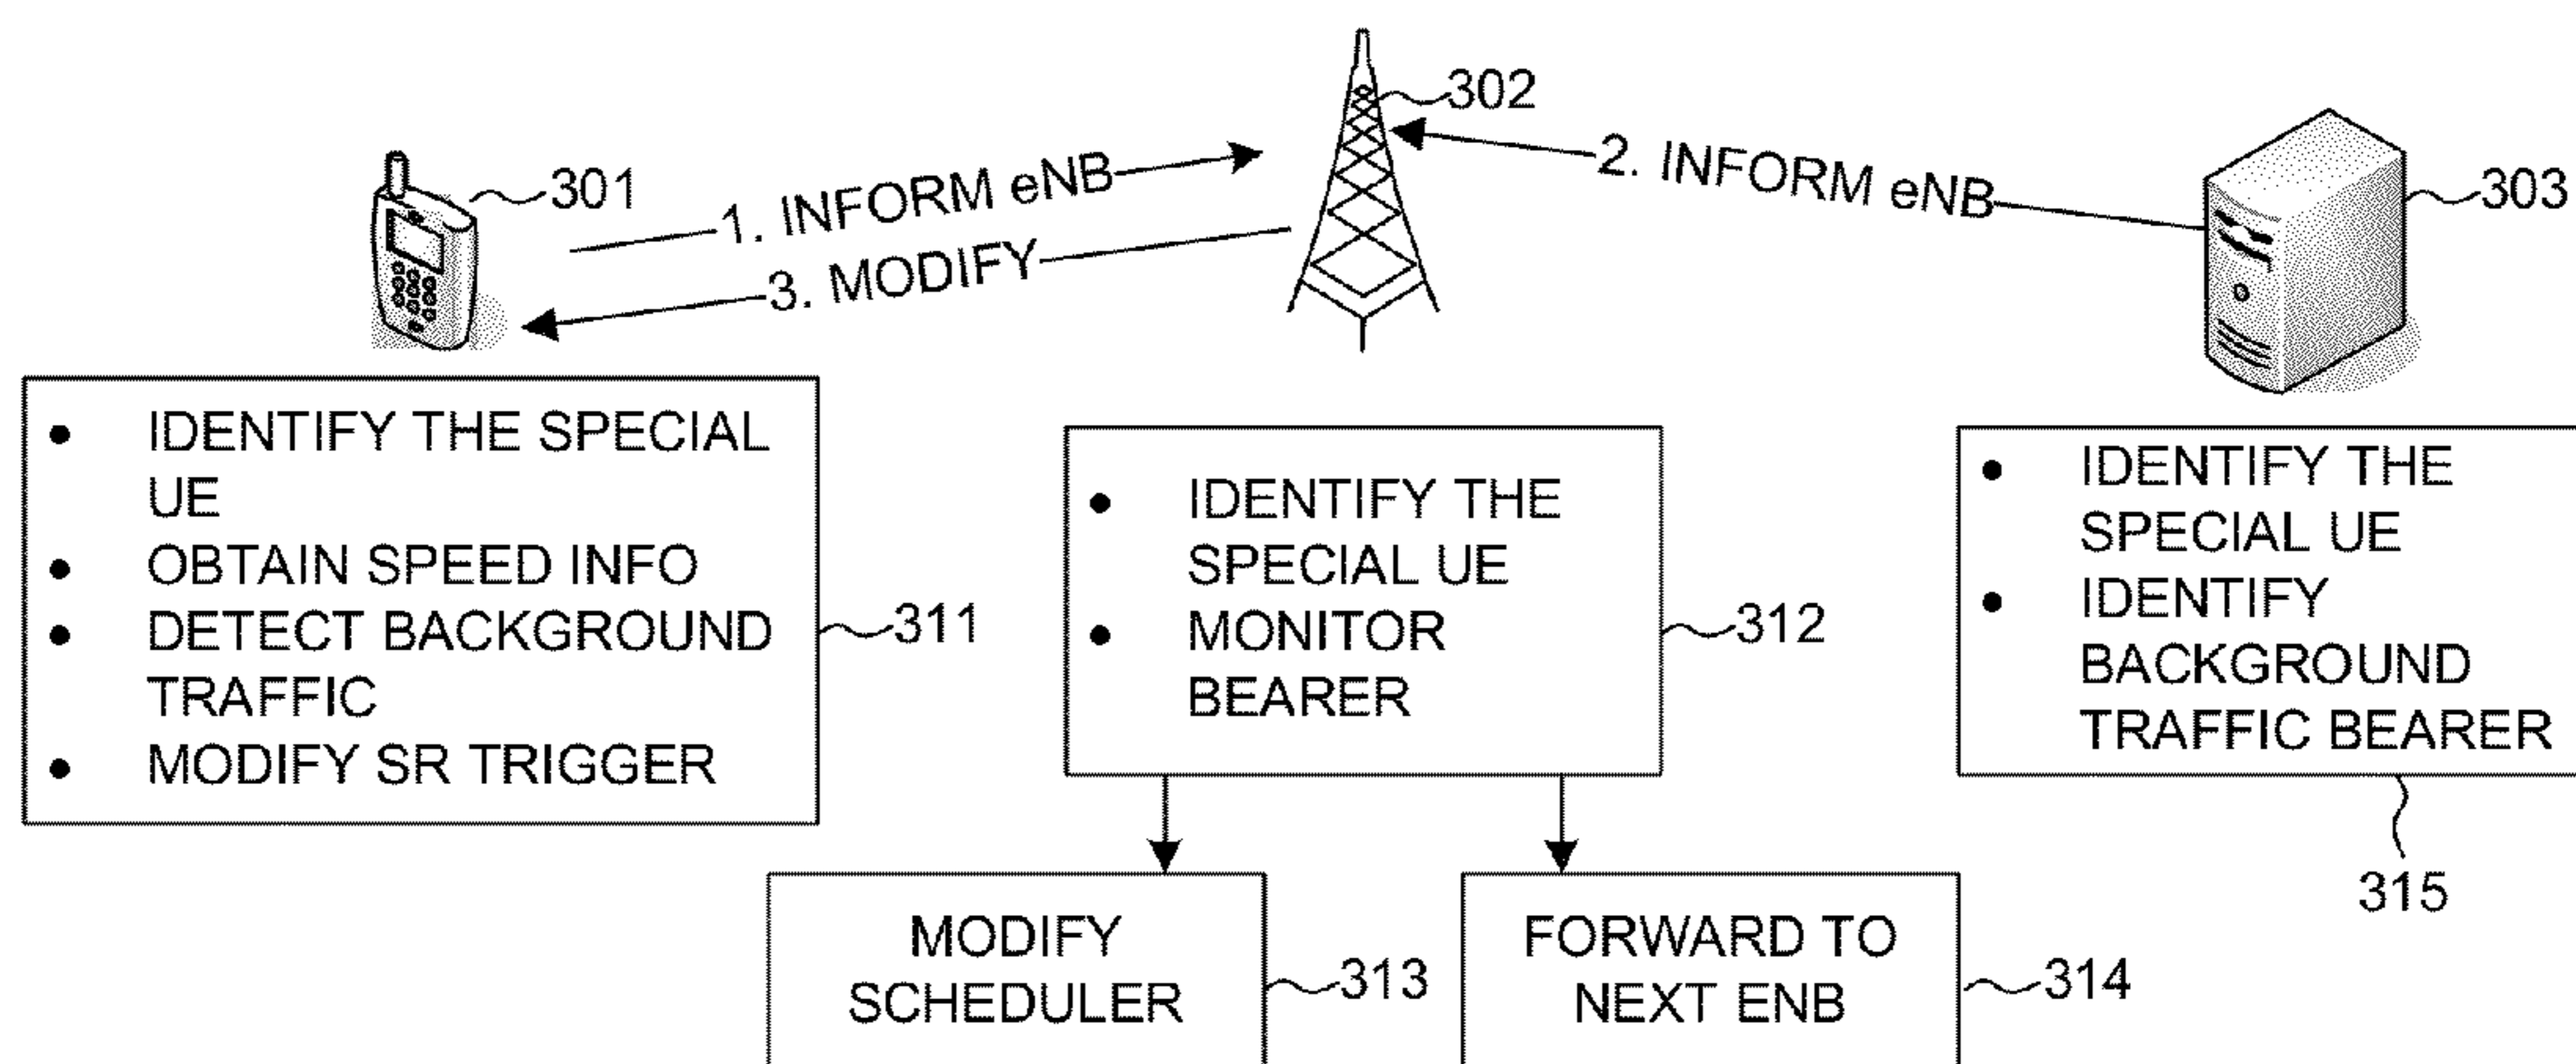 302
301
1. INFORM eNB
2. INFORM eNB
303
3. MODIFY
• IDENTIFY THE SPECIAL
UE
• OBTAIN SPEED INFO
• DETECT BACKGROUND
TRAFFIC
• MODIFY SR TRIGGER
311
• IDENTIFY THE
SPECIAL UE
• MONITOR
BEARER
312
• IDENTIFY THE
SPECIAL UE
• IDENTIFY
BACKGROUND
TRAFFIC BEARER
315
MODIFY
SCHEDULER
313
FORWARD TO
NEXT ENB
314